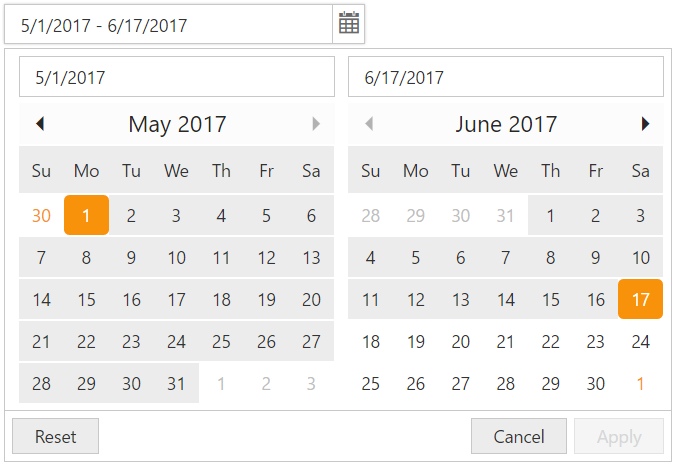 5/1/2017 - 6/17/2017
5/1/2017 6/17/2017
May 2017 June 2017
Su Mo Tu We Th Fr Sa Su Mo Tu We Th Fr Sa
30 1 2 3 4 5 6 28 29 30 31 1 2 3
7 8 9 10 11 12 13 4 5 6 7 8 9 10
14 15 16 17 18 19 20 11 12 13 14 15 16 17
21 22 23 24 25 26 27 18 19 20 21 22 23 24
28 29 30 31 1 2 3 25 26 27 28 29 30 1
Reset Cancel Apply